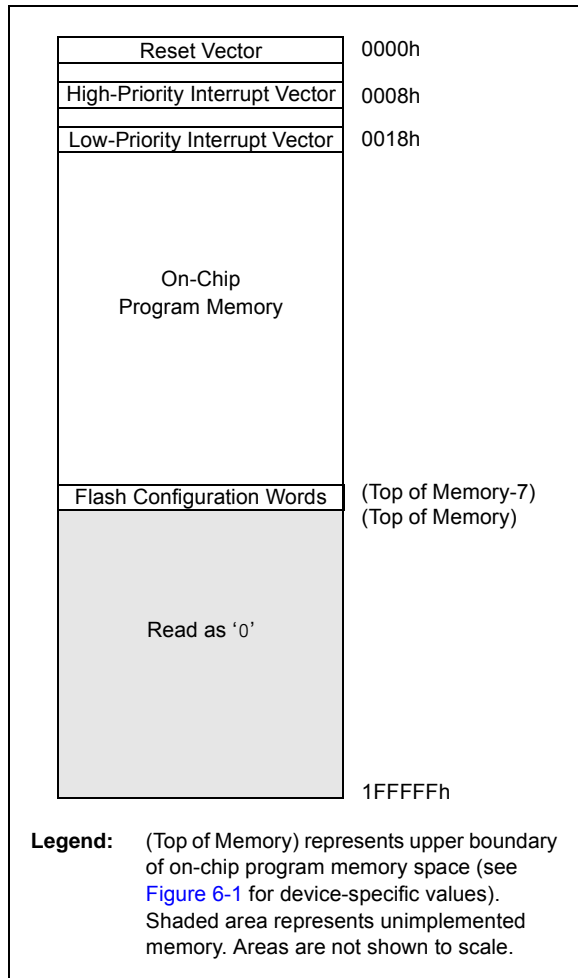 Reset Vector 0000h
High-Priority Interrupt Vector 0008h
Low-Priority Interrupt Vector 0018h
On-Chip
Program Memory
Flash Configuration Words (Top of Memory-7)
(Top of Memory)
Read as ‘0’
1FFFFFh
Legend: (Top of Memory) represents upper boundary
of on-chip program memory space (see
Figure 6-1 for device-specific values).
Shaded area represents unimplemented
memory. Areas are not shown to scale.